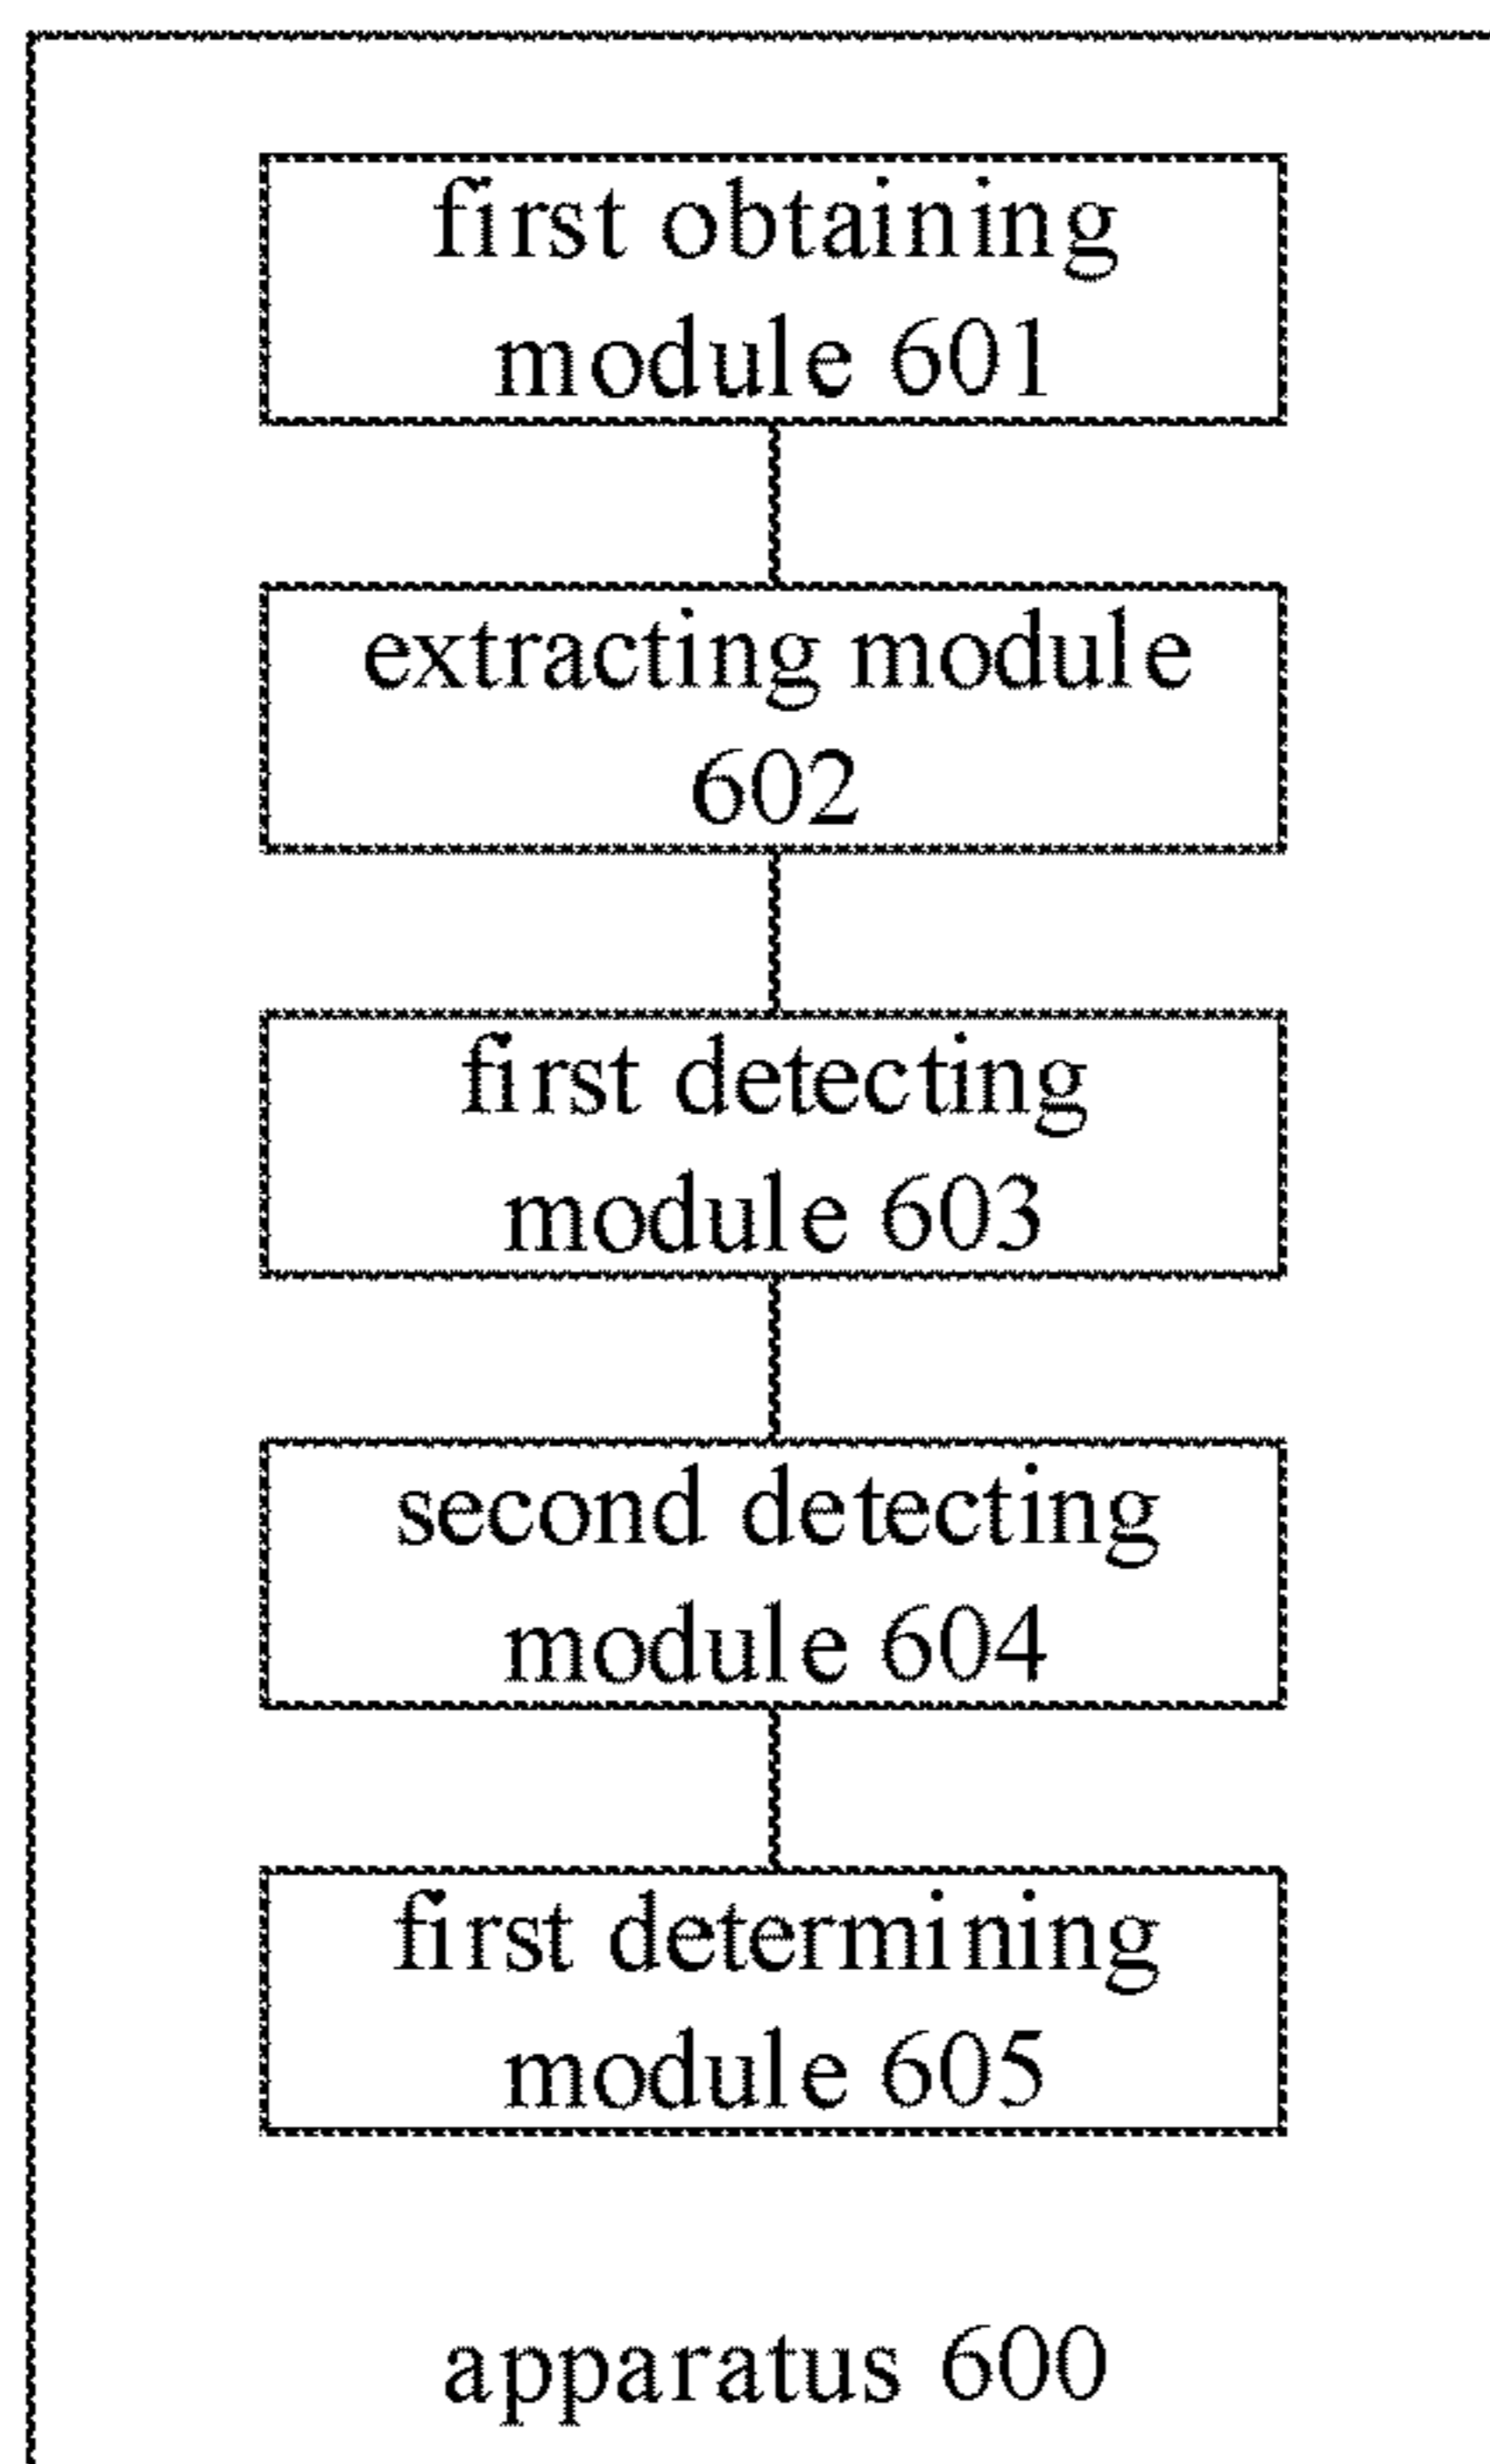 first obtaining
module 601
extracting module
602
first detecting
module 603
second detecting
module 604
first determining
module 605
apparatus 600